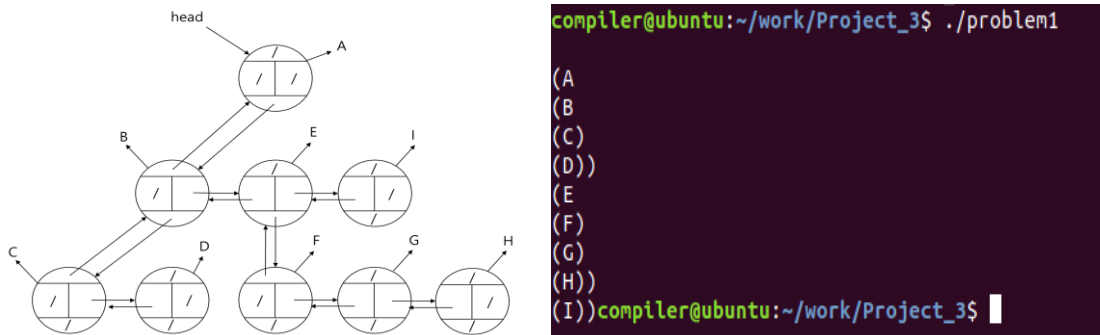 head
A
/
/ /
B
E
I
/
/
/
/
/
C
D
F
G
H
/
/
/
/
/
/
/
/
/
/
/
/
compiler@ubuntu:~/work/Project_3$ ./problem1
(A
(B
(C)
(D))
(E
(F)
(G)
(H))
(I))compiler@ubuntu:~/work/Project_3$